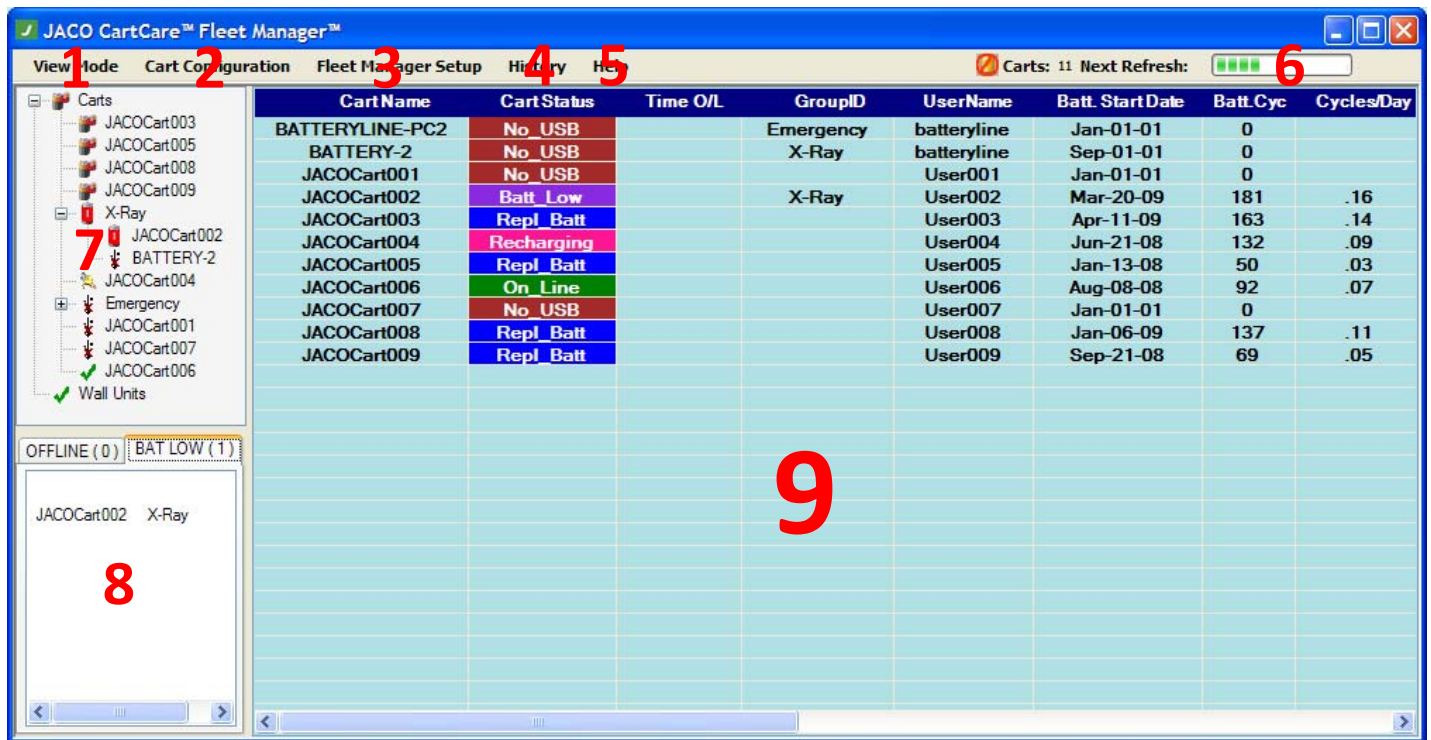 JACO CartCare™ Fleet Manager™
View Mode Cart Configuration Fleet Manager Setup History Help Carts: 11 Next Refresh:
1 2 3 4 5 6
Carts
JACOCart003
JACOCart005
JACOCart008
JACOCart009
X-Ray
JACOCart002
BATTERY-2
JACOCart004
Emergency
JACOCart001
JACOCart007
JACOCart006
Wall Units
7
OFFLINE ( 0 ) BAT LOW ( 1 )
JACOCart002 X-Ray
8
CartName CartStatus Time O/L GroupID UserName Batt. StartDate Batt.Cyc Cycles/Day
BATTERYLINE-PC2 No_USB Emergency batteryline Jan-01-01 0
BATTERY-2 No_USB X-Ray batteryline Sep-01-01 0
JACOCart001 No_USB User001 Jan-01-01 0
JACOCart002 Batt_Low X-Ray User002 Mar-20-09 181 .16
JACOCart003 Repl_Batt User003 Apr-11-09 163 .14
JACOCart004 Recharging User004 Jun-21-08 132 .09
JACOCart005 Repl_Batt User005 Jan-13-08 50 .03
JACOCart006 On_Line User006 Aug-08-08 92 .07
JACOCart007 No_USB User007 Jan-01-01 0
JACOCart008 Repl_Batt User008 Jan-06-09 137 .11
JACOCart009 Repl_Batt User009 Sep-21-08 69 .05
9